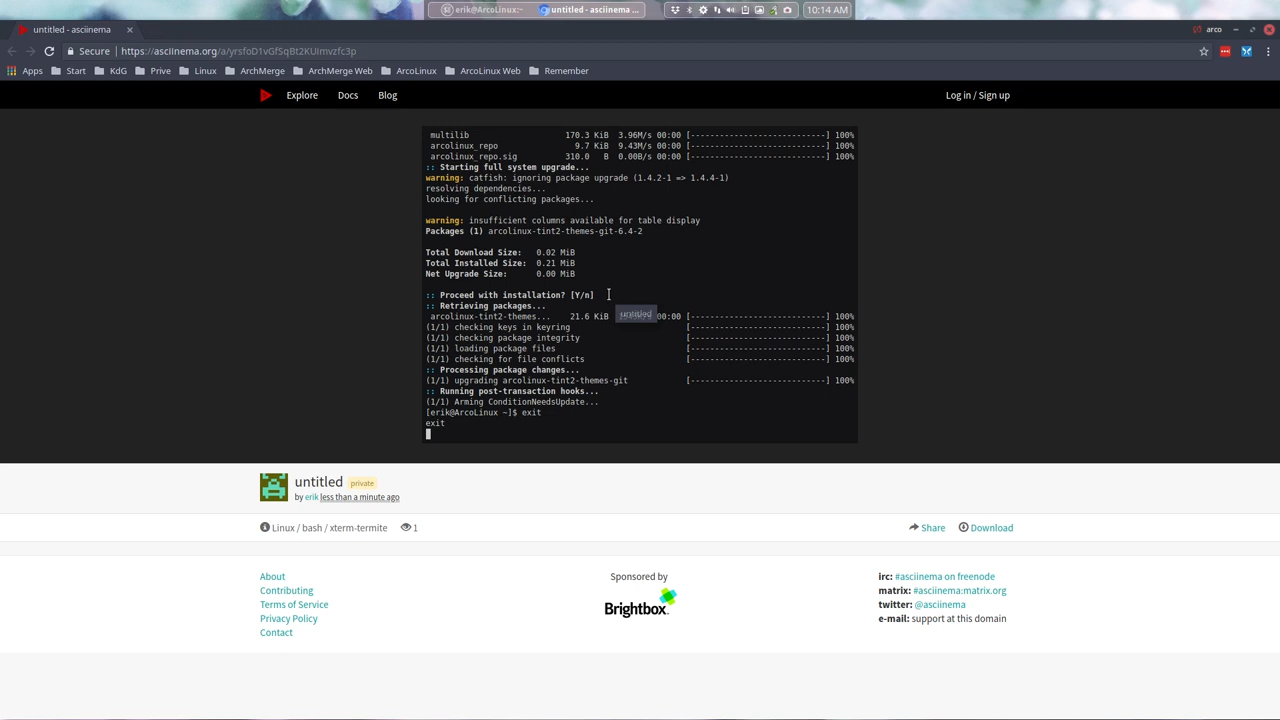 erik@ArcoLinux:~ untitled - asciinema ... 10:14 AM
untitled - asciinema arco
Secure | https://asciinema.org/a/yrsfoD1vGfSqBt2KUImvzfc3p
Apps Start KdG Prive Linux ArchMerge ArchMerge Web ArcoLinux ArcoLinux Web Remember
Explore Docs Blog Log in / Sign up
multilib 170.3 KiB 3.96M/s 00:00 [---------------------------] 100%
arcolinux_repo 9.7 KiB 9.43M/s 00:00 [---------------------------] 100%
arcolinux_repo.sig 310.0 B 0.00B/s 00:00 [---------------------------] 100%
:: Starting full system upgrade...
warning: catfish: ignoring package upgrade (1.4.2-1 => 1.4.4-1)
resolving dependencies...
looking for conflicting packages...
warning: insufficient columns available for table display
Packages (1) arcolinux-tint2-themes-git-6.4-2
Total Download Size: 0.02 MiB
Total Installed Size: 0.21 MiB
Net Upgrade Size: 0.00 MiB
:: Proceed with installation? [Y/n]
:: Retrieving packages...
arcolinux-tint2-themes... 21.6 KiB 00:00 [---------------------------] 100%
untitled
(1/1) checking keys in keyring [---------------------------] 100%
(1/1) checking package integrity [---------------------------] 100%
(1/1) loading package files [---------------------------] 100%
(1/1) checking for file conflicts [---------------------------] 100%
:: Processing package changes...
(1/1) upgrading arcolinux-tint2-themes-git [---------------------------] 100%
:: Running post-transaction hooks...
(1/1) Arming ConditionNeedsUpdate...
[erik@ArcoLinux ~]$ exit
exit
untitled private
by erik less than a minute ago
Linux / bash / xterm-termite 1 Share Download
About
Contributing
Terms of Service
Privacy Policy
Contact
Sponsored by
Brightbox
irc: #asciinema on freenode
matrix: #asciinema:matrix.org
twitter: @asciinema
e-mail: support at this domain